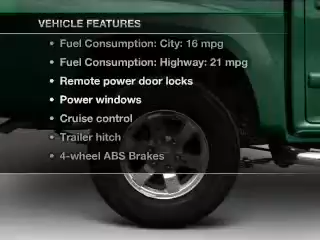 VEHICLE FEATURES
• Fuel Consumption: City: 16 mpg
• Fuel Consumption: Highway: 21 mpg
• Remote power door locks
• Power windows
• Cruise control
• Trailer hitch
• 4-wheel ABS Brakes